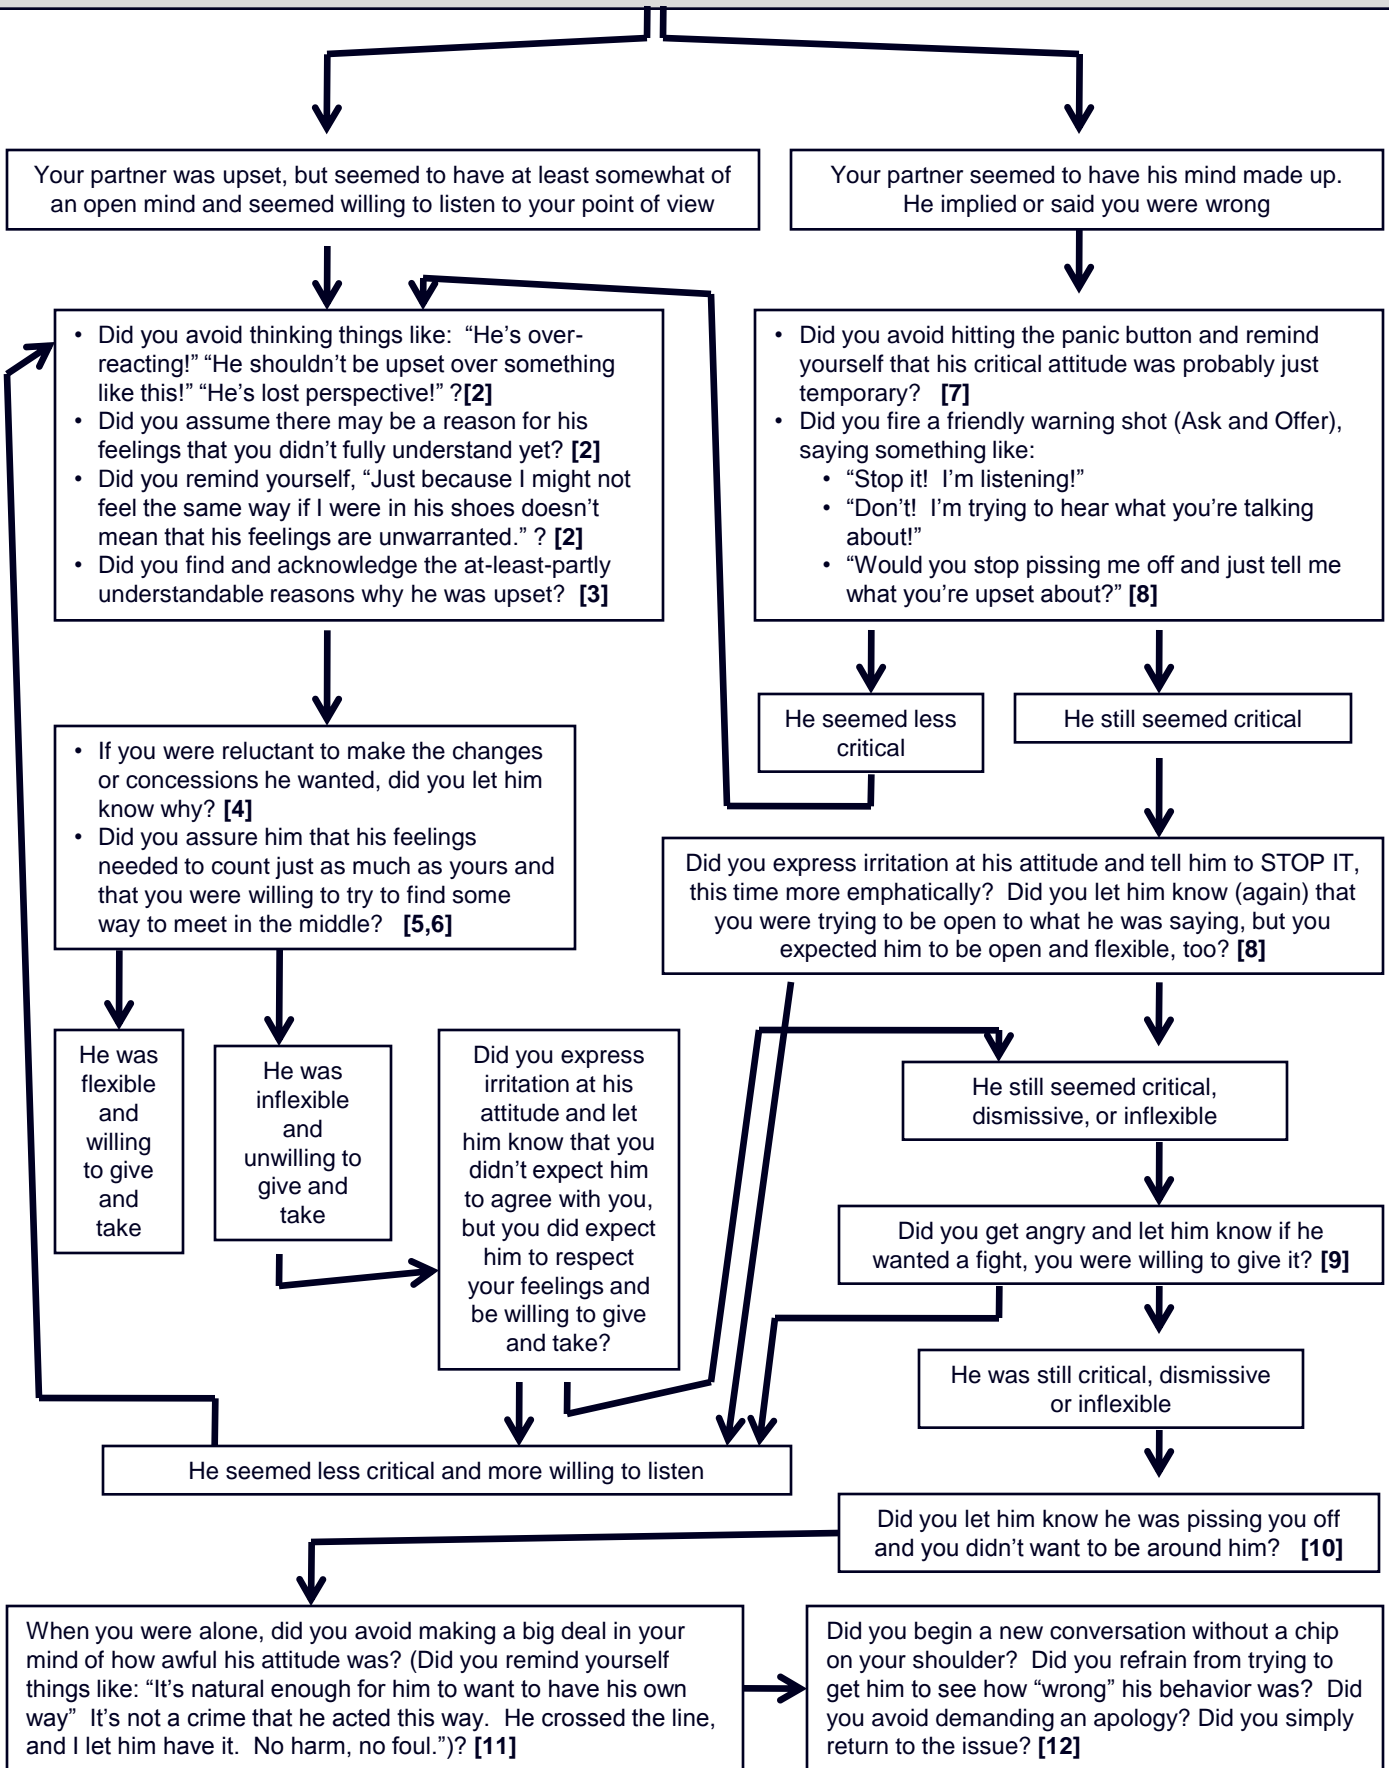 Your partner was upset, but seemed to have at least somewhat of
an open mind and seemed willing to listen to your point of view
Your partner seemed to have his mind made up.
He implied or said you were wrong
• Did you avoid thinking things like:  “He’s over-
reacting!” “He shouldn’t be upset over something
like this!” “He’s lost perspective!” ?[2]
• Did you assume there may be a reason for his
feelings that you didn’t fully understand yet? [2]
• Did you remind yourself, “Just because I might not
feel the same way if I were in his shoes doesn’t
mean that his feelings are unwarranted.” ? [2]
• Did you find and acknowledge the at-least-partly
understandable reasons why he was upset?  [3]
• Did you avoid hitting the panic button and remind
yourself that his critical attitude was probably just
temporary?   [7]
• Did you fire a friendly warning shot (Ask and Offer),
saying something like:
• “Stop it!  I’m listening!”
• “Don’t!  I’m trying to hear what you’re talking
about!”
• “Would you stop pissing me off and just tell me
what you’re upset about?” [8]
He seemed less
critical
He still seemed critical
• If you were reluctant to make the changes
or concessions he wanted, did you let him
know why? [4]
• Did you assure him that his feelings
needed to count just as much as yours and
that you were willing to try to find some
way to meet in the middle?   [5,6]
Did you express irritation at his attitude and tell him to STOP IT,
this time more emphatically?  Did you let him know (again) that
you were trying to be open to what he was saying, but you
expected him to be open and flexible, too? [8]
He was
flexible
and
willing
to give
and
take
He was
inflexible
and
unwilling to
give and
take
Did you express
irritation at his
attitude and let
him know that you
didn’t expect him
to agree with you,
but you did expect
him to respect
your feelings and
be willing to give
and take?
He still seemed critical,
dismissive, or inflexible
Did you get angry and let him know if he
wanted a fight, you were willing to give it? [9]
He was still critical, dismissive
or inflexible
He seemed less critical and more willing to listen
Did you let him know he was pissing you off
and you didn’t want to be around him?   [10]
When you were alone, did you avoid making a big deal in your
mind of how awful his attitude was? (Did you remind yourself
things like: “It’s natural enough for him to want to have his own
way”  It’s not a crime that he acted this way.  He crossed the line,
and I let him have it.  No harm, no foul.”)? [11]
Did you begin a new conversation without a chip
on your shoulder?  Did you refrain from trying to
get him to see how “wrong” his behavior was?  Did
you avoid demanding an apology? Did you simply
return to the issue? [12]